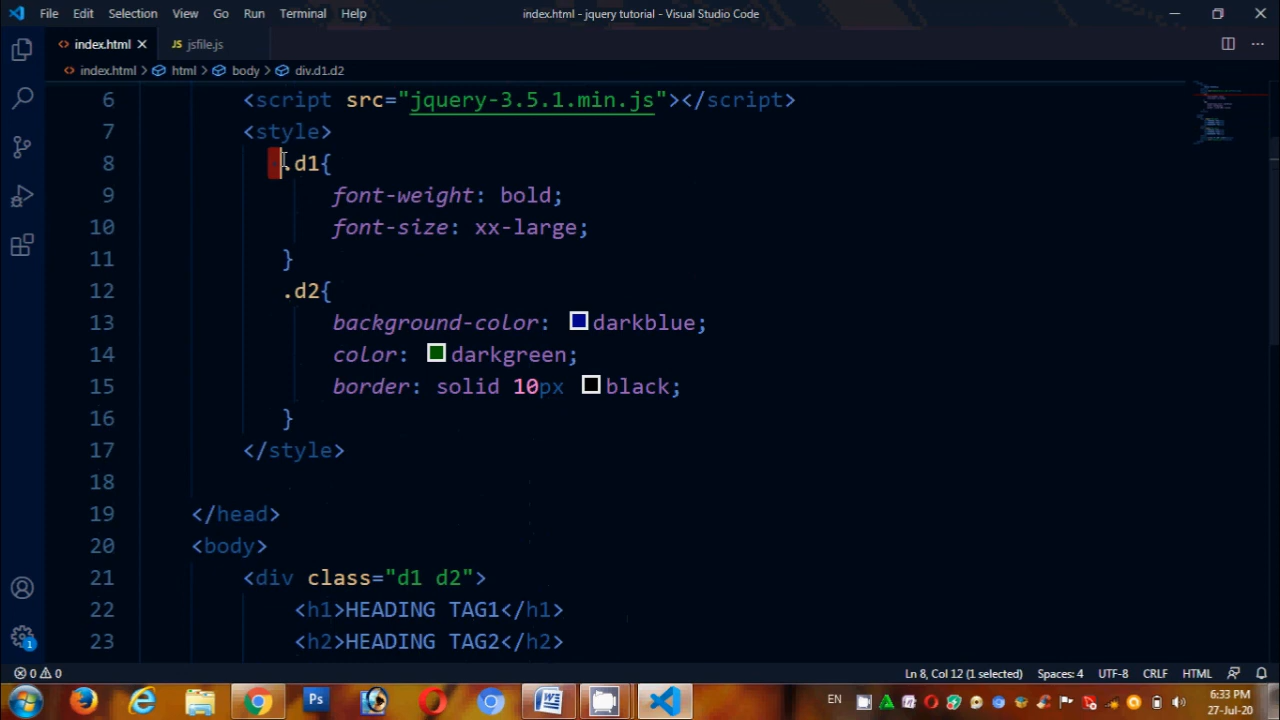 File Edit Selection View Go Run Terminal Help index.html - jquery tutorial - Visual Studio Code
<> index.html JS jsfile.js
<> index.html > html > body > div.d1.d2
6 <script src="jquery-3.5.1.min.js"></script>
7 <style>
8 .d1{
9 font-weight: bold;
10 font-size: xx-large;
11 }
12 .d2{
13 background-color: darkblue;
14 color: darkgreen;
15 border: solid 10px black;
16 }
17 </style>
18
19 </head>
20 <body>
21 <div class="d1 d2">
22 <h1>HEADING TAG1</h1>
23 <h2>HEADING TAG2</h2>
1
0 0 Ln 8, Col 12 (1 selected) Spaces: 4 UTF-8 CRLF HTML
Ps W EN 6:33 PM
27-Jul-20